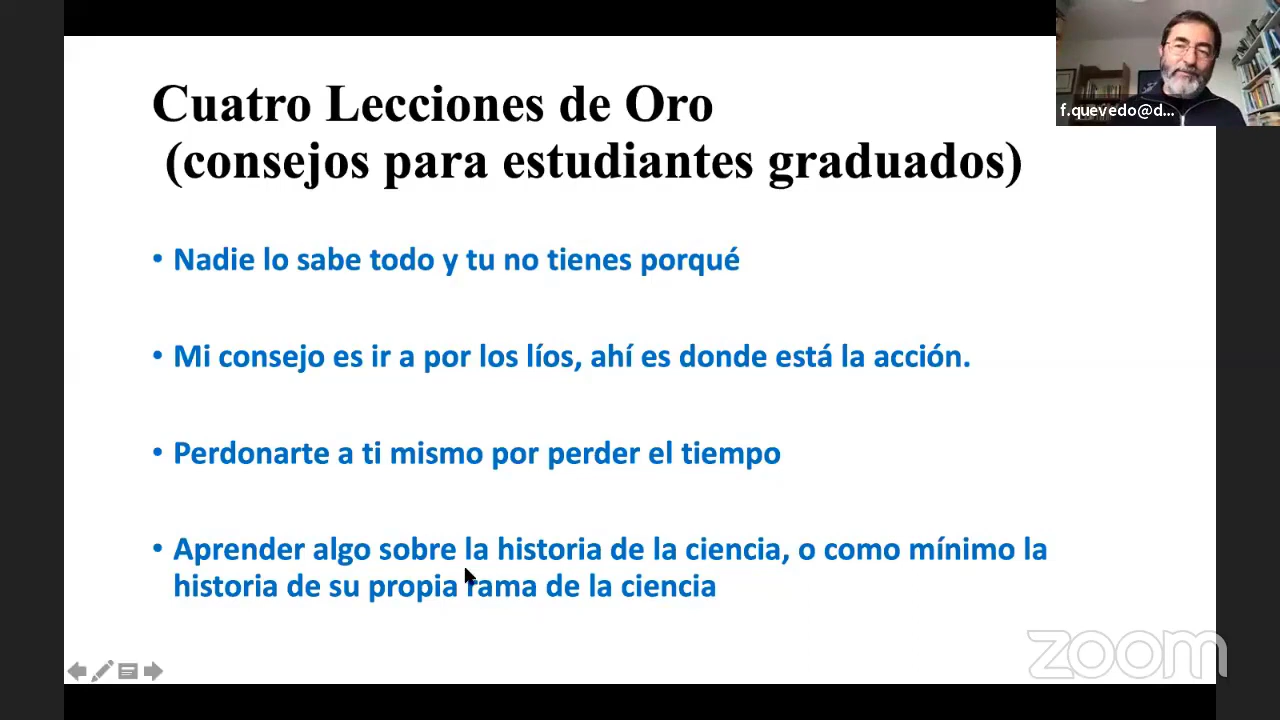 Cuatro Lecciones de Oro
(consejos para estudiantes graduados)
f.quevedo@d...
• Nadie lo sabe todo y tu no tienes porqué
• Mi consejo es ir a por los líos, ahí es donde está la acción.
• Perdonarte a ti mismo por perder el tiempo
• Aprender algo sobre la historia de la ciencia, o como mínimo la
historia de su propia rama de la ciencia
zoom